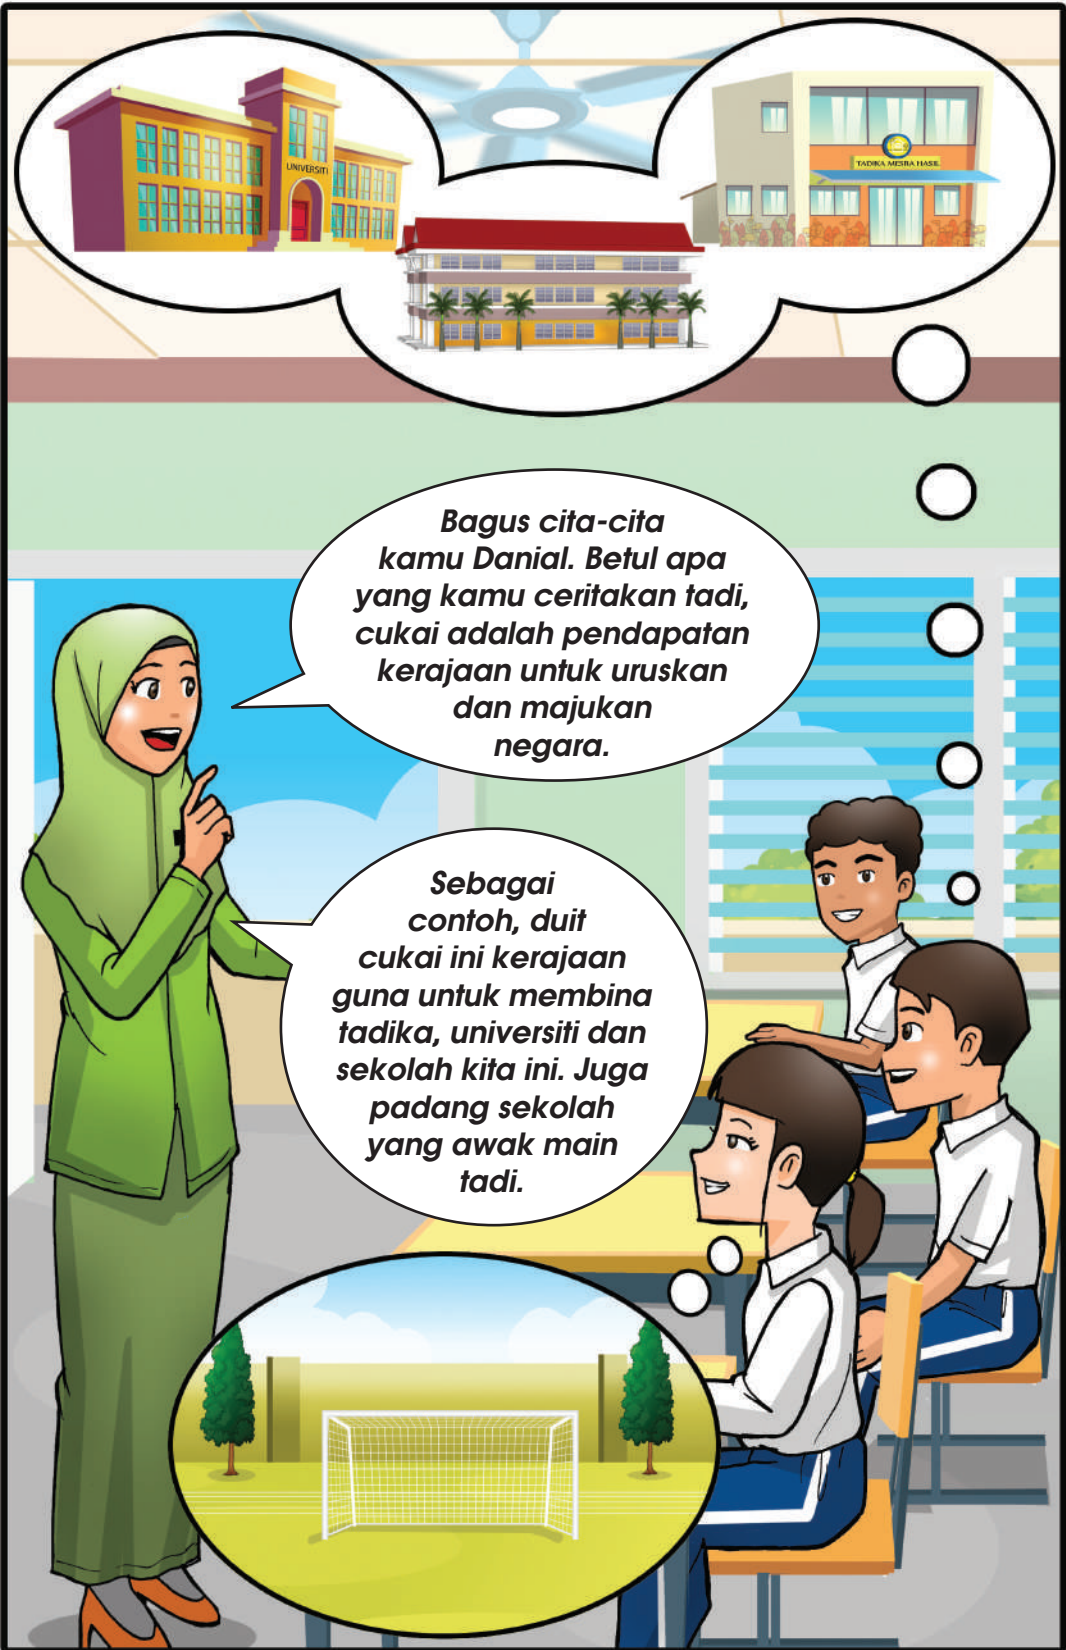 UNIVERSITI
TADIKA MESRA HASIL
Bagus cita-cita
kamu Danial. Betul apa
yang kamu ceritakan tadi,
cukai adalah pendapatan
kerajaan untuk uruskan
dan majukan
negara.
Sebagai
contoh, duit
cukai ini kerajaan
guna untuk membina
tadika, universiti dan
sekolah kita ini. Juga
padang sekolah
yang awak main
tadi.